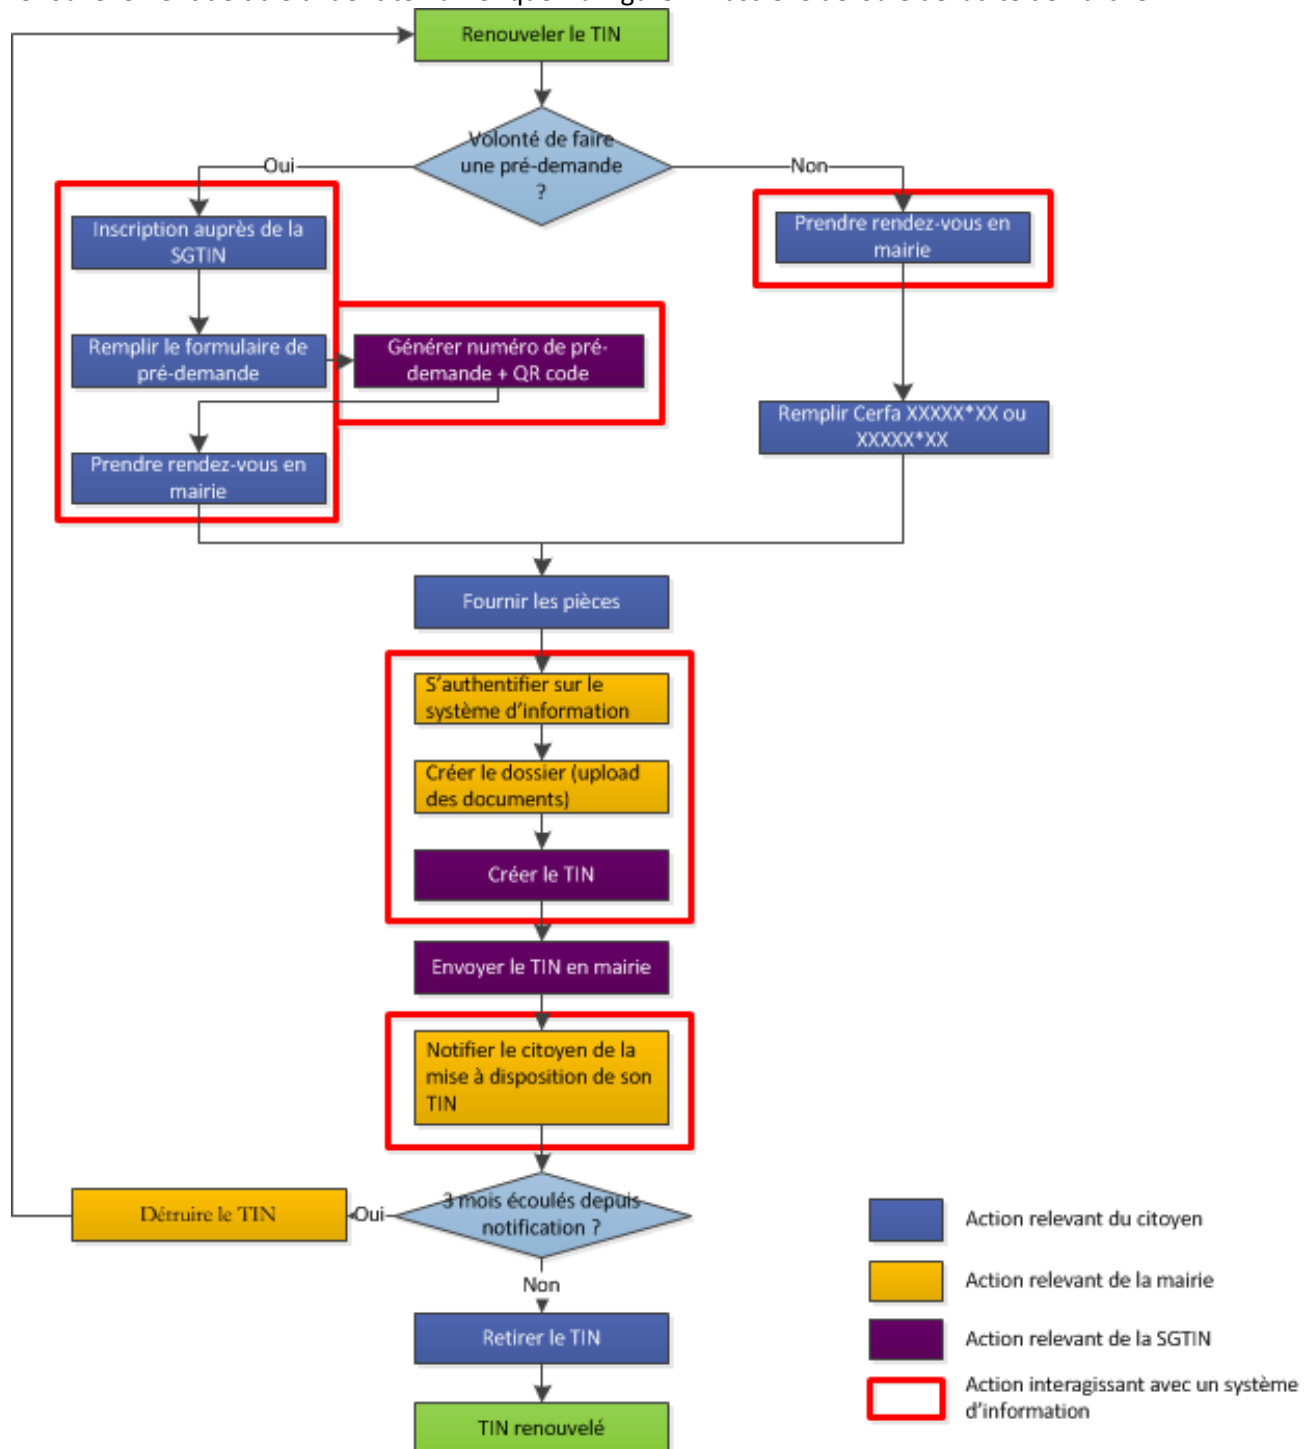 Renouveler le TIN
Volonté de faire
une pré-demande
?
Oui
Non
Inscription auprès de la
SGTIN
Prendre rendez-vous en
mairie
Remplir le formulaire de
pré-demande
Générer numéro de pré-
demande + QR code
Remplir Cerfa XXXXX*XX ou
XXXXX*XX
Prendre rendez-vous en
mairie
Fournir les pièces
S’authentifier sur le
système d’information
Créer le dossier (upload
des documents)
Créer le TIN
Envoyer le TIN en mairie
Notifier le citoyen de la
mise à disposition de son
TIN
3 mois écoulés depuis
notification ?
Oui
Détruire le TIN
Non
Retirer le TIN
TIN renouvelé
Action relevant du citoyen
Action relevant de la mairie
Action relevant de la SGTIN
Action interagissant avec un système
d’information